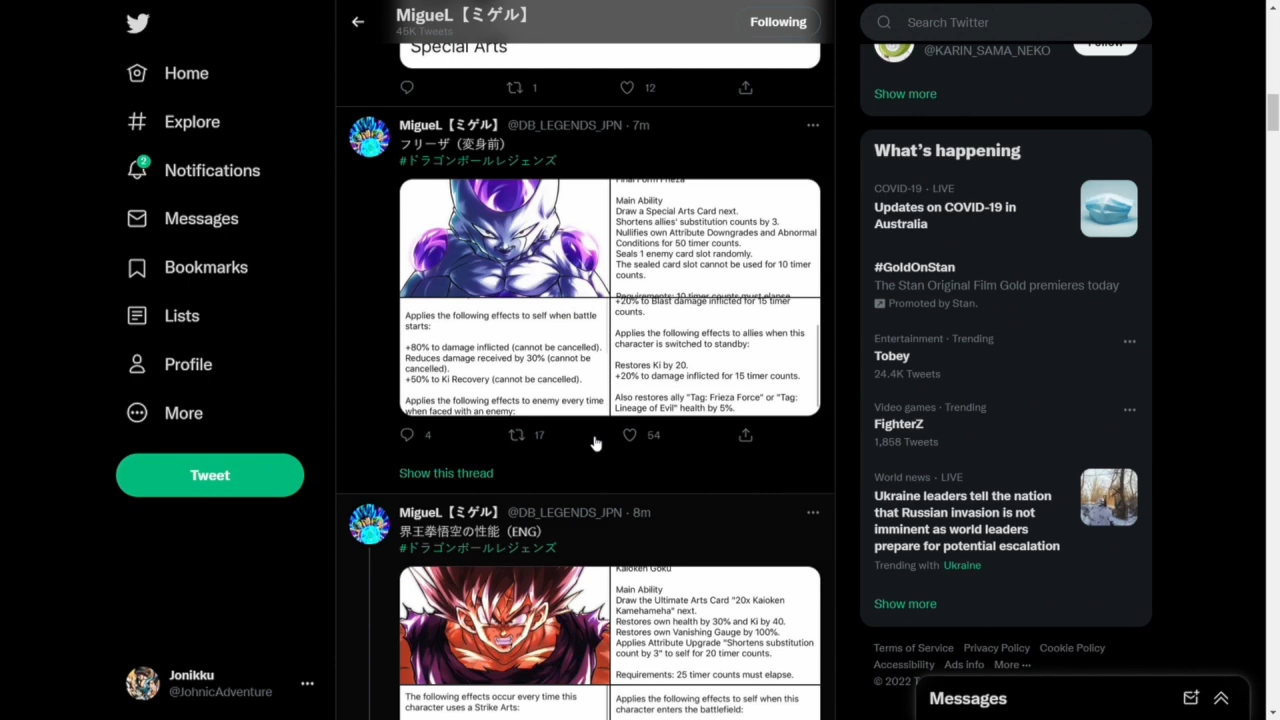 Home
Explore
2
Notifications
Messages
Bookmarks
Lists
Profile
More
Tweet
Jonikku
@JohnicAdventure
MigueL【ミゲル】
45K Tweets
Following
Special Arts
1
12
MigueL【ミゲル】 @DB_LEGENDS_JPN · 7m
フリーザ（変身前）
#ドラゴンボールレジェンズ
Final Form Frieza
Main Ability
Draw a Special Arts Card next.
Shortens allies' substitution counts by 3.
Nullifies own Attribute Downgrades and Abnormal
Conditions for 50 timer counts.
Seals 1 enemy card slot randomly.
The sealed card slot cannot be used for 10 timer
counts.
Requirements: 10 timer counts must elapse.
Applies the following effects to self when battle
starts:
+80% to damage inflicted (cannot be cancelled).
Reduces damage received by 30% (cannot be
cancelled).
+50% to Ki Recovery (cannot be cancelled).
Applies the following effects to enemy every time
when faced with an enemy:
+20% to Blast damage inflicted for 15 timer
counts.
Applies the following effects to allies when this
character is switched to standby:
Restores Ki by 20.
+20% to damage inflicted for 15 timer counts.
Also restores ally "Tag: Frieza Force" or "Tag:
Lineage of Evil" health by 5%.
4
17
54
Show this thread
MigueL【ミゲル】 @DB_LEGENDS_JPN · 8m
界王拳悟空の性能（ENG）
#ドラゴンボールレジェンズ
Kaioken Goku
Main Ability
Draw the Ultimate Arts Card "20x Kaioken
Kamehameha" next.
Restores own health by 30% and Ki by 40.
Restores own Vanishing Gauge by 100%.
Applies Attribute Upgrade "Shortens substitution
count by 3" to self for 20 timer counts.
Requirements: 25 timer counts must elapse.
The following effects occur every time this
character uses a Strike Arts:
Applies the following effects to self when this
character enters the battlefield:
Search Twitter
@KARIN_SAMA_NEKO
Follow
Show more
What's happening
COVID-19 · LIVE
Updates on COVID-19 in
Australia
#GoldOnStan
The Stan Original Film Gold premieres today
Promoted by Stan.
Entertainment · Trending
Tobey
24.4K Tweets
Video games · Trending
FighterZ
1,858 Tweets
World news · LIVE
Ukraine leaders tell the nation
that Russian invasion is not
imminent as world leaders
prepare for potential escalation
Trending with Ukraine
Show more
Terms of Service Privacy Policy Cookie Policy
Accessibility Ads info More
© 2022
Messages